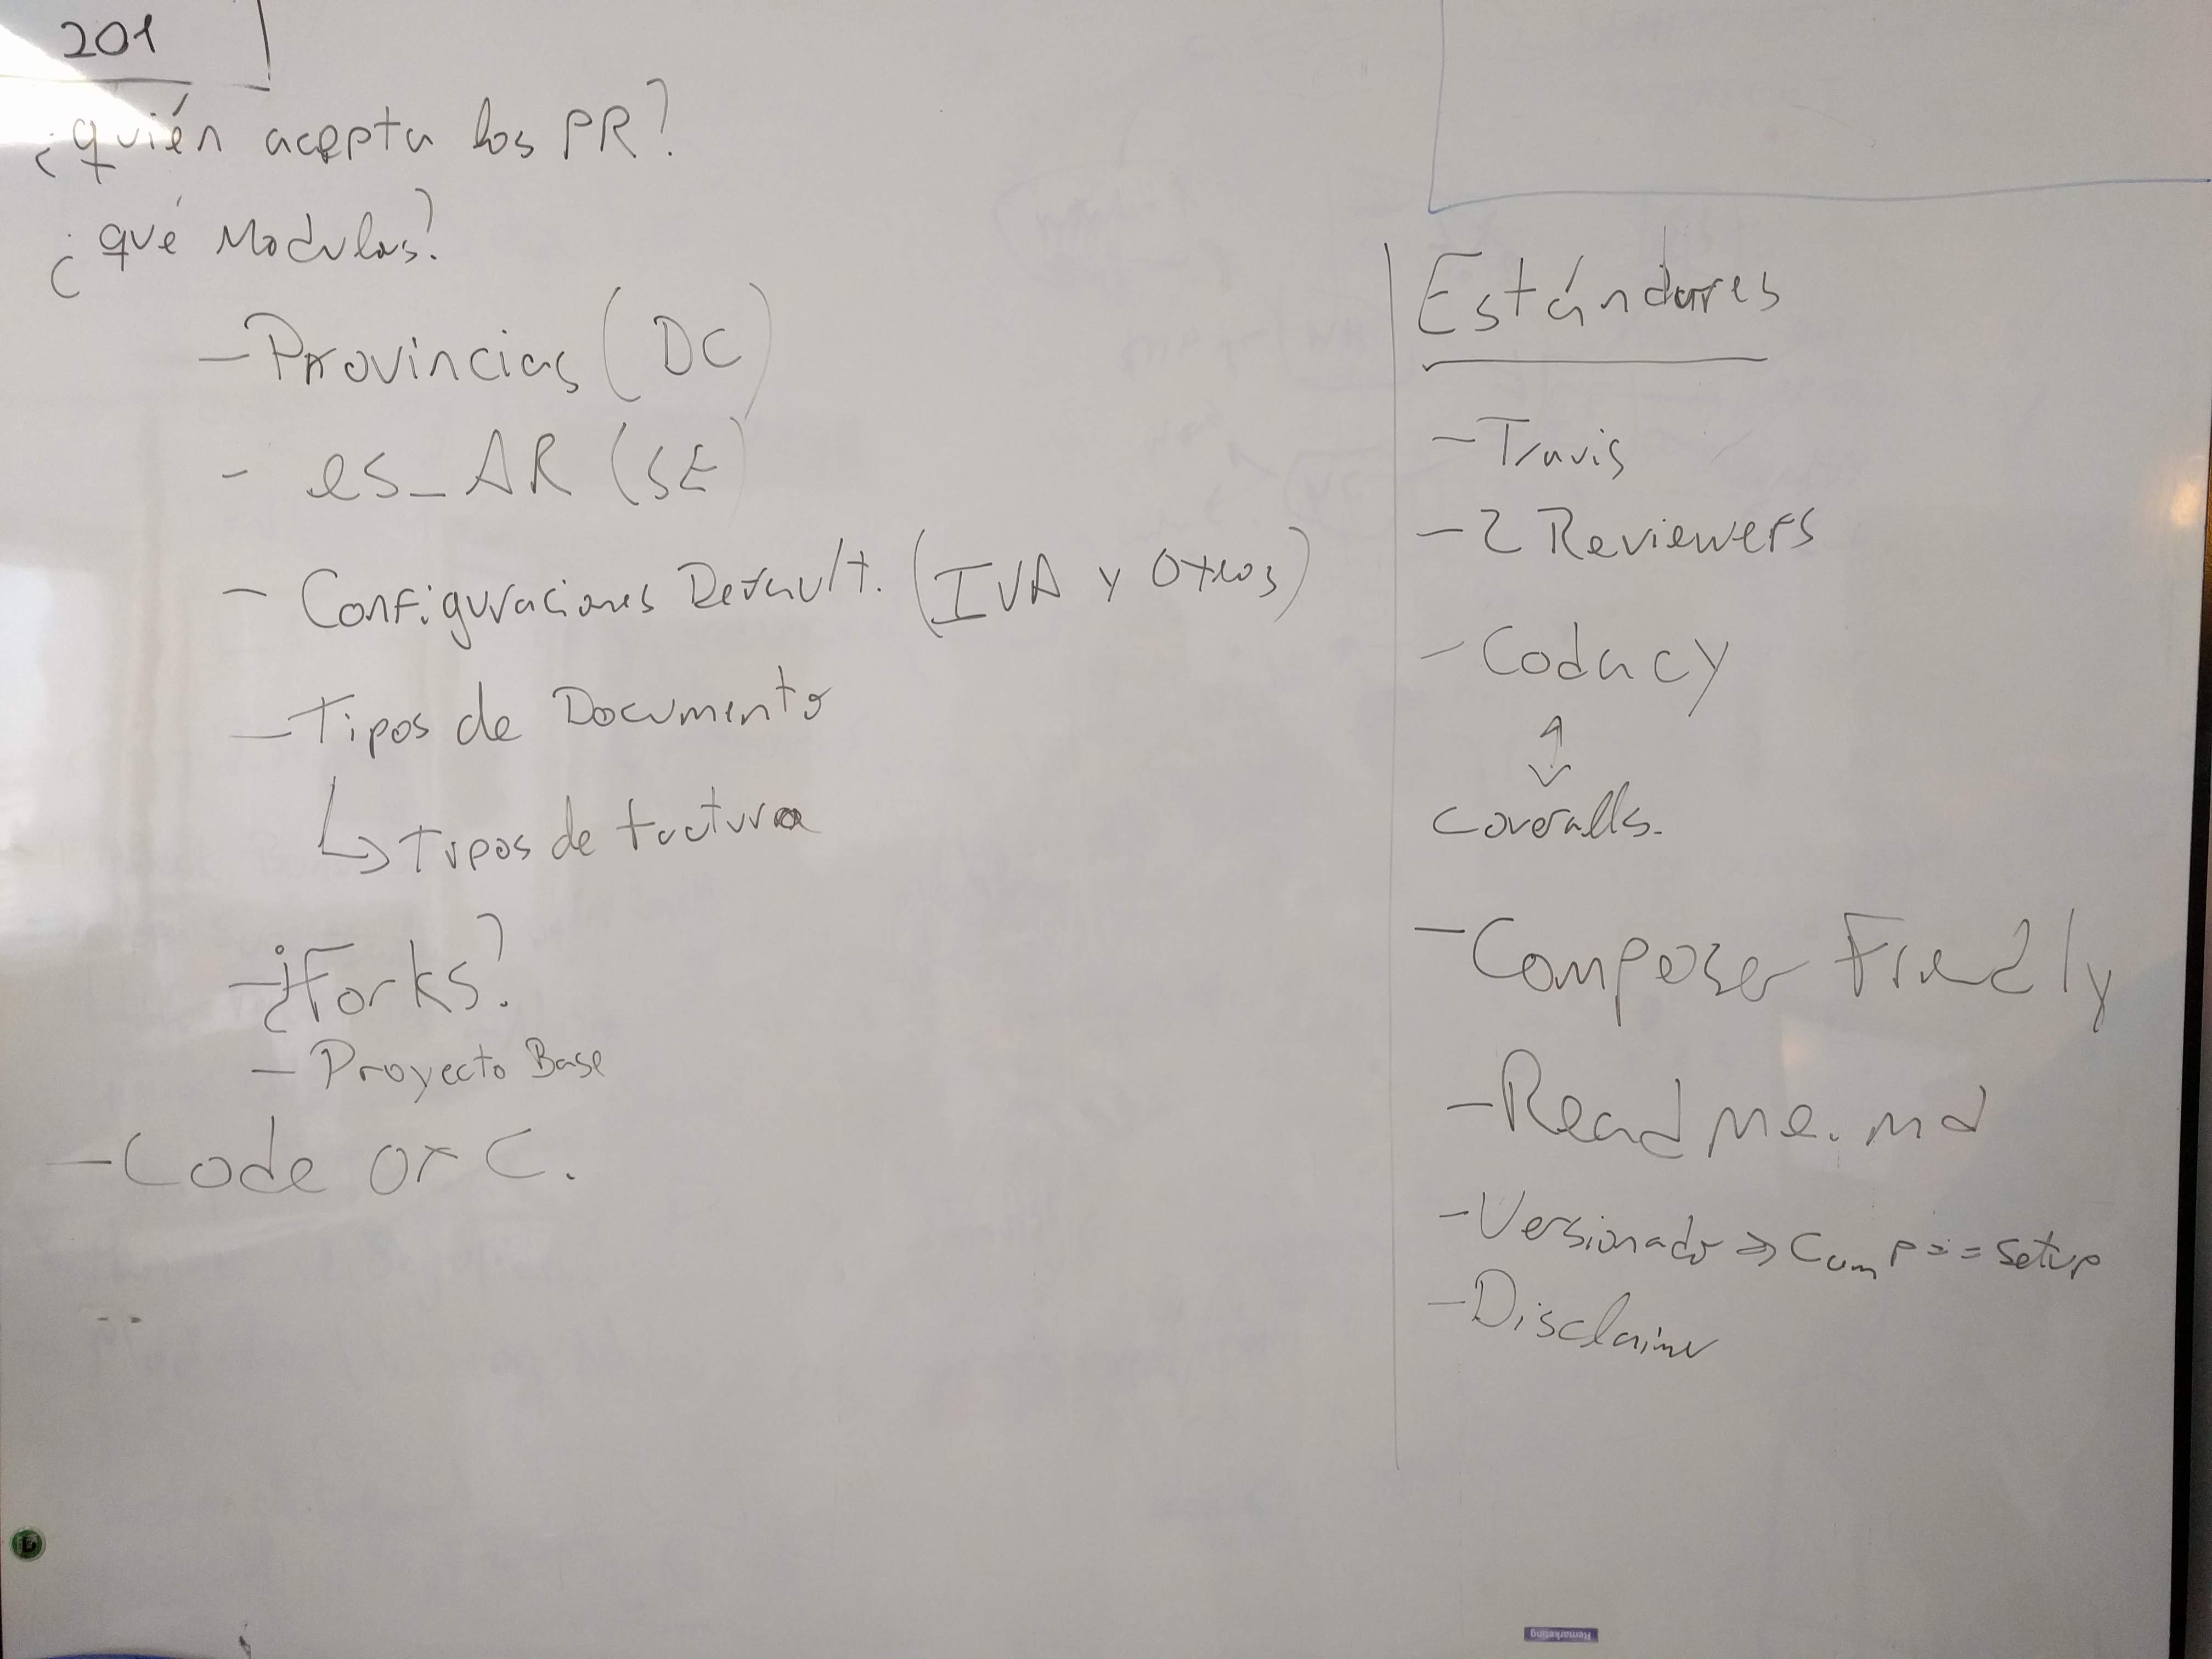 201
¿quién acepta los PR?
¿qué Modulos?
- Provincias (DC)
- es_AR (SE)
- Configuraciones Default. (IVA y Otros)
- Tipos de Documento
↳ Tipos de factura
- ¿Forks?
- Proyecto Base
- Code of C.
Estándares
- Travis
- 2 Reviewers
- Codacy
↕
coveralls.
- Composer Friendly
- Readme.md
- Versionado => Comp == setup
- Disclaimer
Remarketing